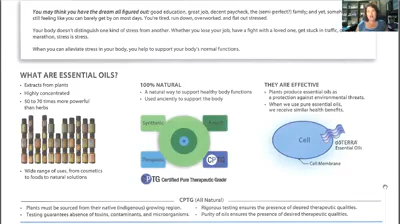 You may think you have the dream all figured out: good education, great job, decent paycheck, the (semi-perfect?) family; and yet, somehow
still feeling like you can barely get by on most days. You're tired, run down, overworked, and flat out stressed.
Your body doesn't distinguish one kind of stress from another. Whether you lose your job, have a fight with a loved one, get stuck in traffic,
marathon, stress is stress.
When you can alleviate stress in your body, you help to support your body's normal functions.
WHAT ARE ESSENTIAL OILS?
• Extracts from plants
• Highly concentrated
• 50 to 70 times more powerful
than herbs
• Wide range of uses, from cosmetics
to foods to natural solutions
100% NATURAL
• A natural way to support healthy body functions
• Used anciently to support the body
Synthetic
Therapeutic
CPTG
CPTG Certified Pure Therapeutic Grade
THEY ARE EFFECTIVE
• Plants produce essential oils as
a protection against environmental threats.
• When we use pure essential oils,
we receive similar health benefits.
Cell
dōTERRA
Essential Oils
Cell Membrane
CPTG (All Natural)
• Plants must be sourced from their native (indigenous) growing region.
• Testing guarantees absence of toxins, contaminants, and microorganisms.
• Rigorous testing ensures the presence of desired therapeutic qualities.
• Purity of oils ensures the presence of desired therapeutic qualities.